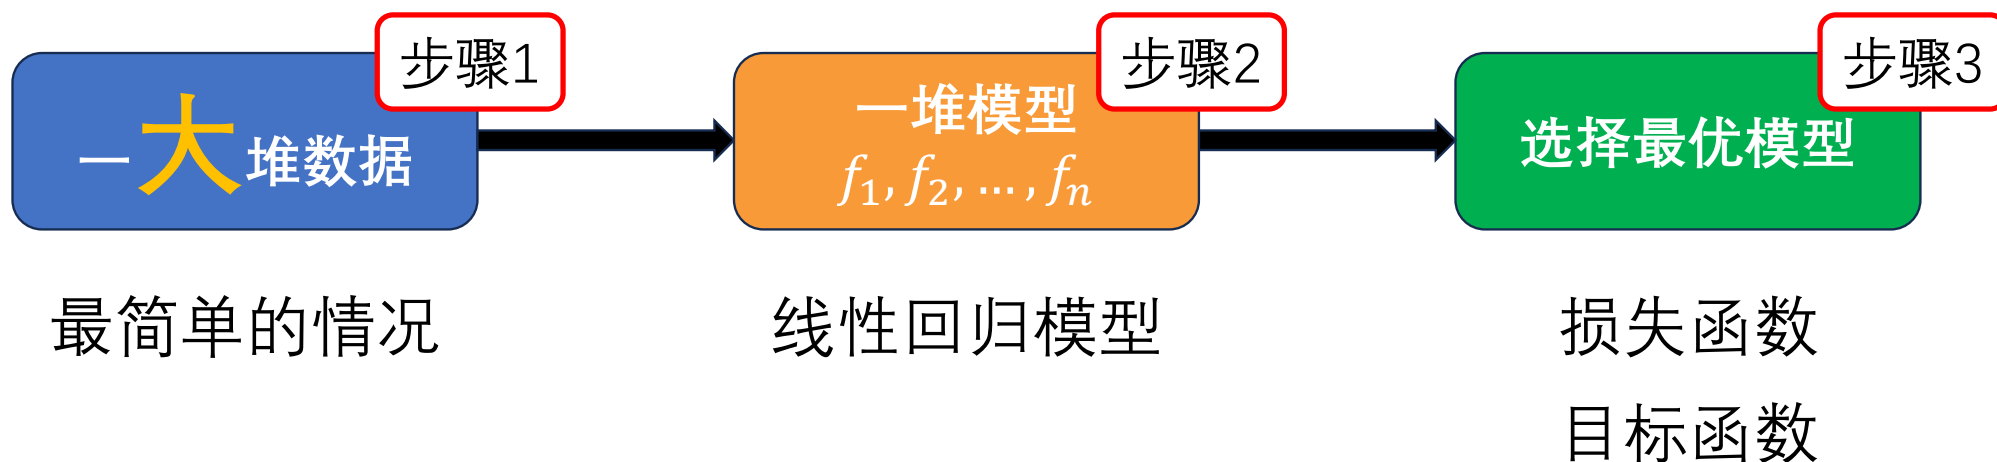 步骤1
一大堆数据
步骤2
一堆模型
f₁, f₂, …, fₙ
步骤3
选择最优模型
最简单的情况
线性回归模型
损失函数
目标函数